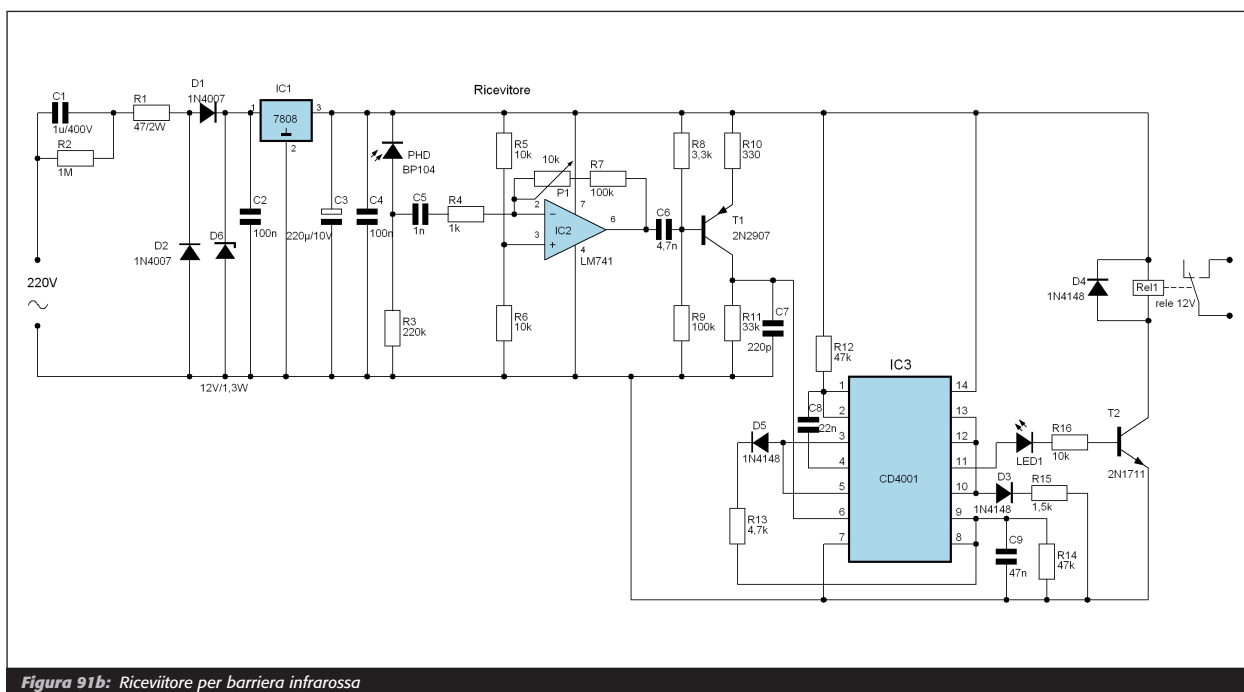 Ricevitore
C1
1u/400V
R2
1M
R1
47/2W
D1
1N4007
IC1
7808
1
3
2
D2
1N4007
D6
12V/1,3W
C2
100n
C3
220µ/10V
C4
100n
220V
PHD
BP104
R3
220k
C5
1n
R4
1k
R5
10k
R6
10k
10k
P1
R7
100k
2
3
7
6
4
IC2
LM741
C6
4,7n
R8
3,3k
R9
100k
R10
330
T1
2N2907
R11
33k
C7
220p
R12
47k
C8
22n
D5
1N4148
R13
4,7k
IC3
CD4001
1
2
3
4
5
6
7
14
13
12
11
10
9
8
LED1
R16
10k
T2
2N1711
D3
1N4148
R15
1,5k
C9
47n
R14
47k
D4
1N4148
Rel1
rele 12V
Figura 91b: Riceviitore per barriera infrarossa